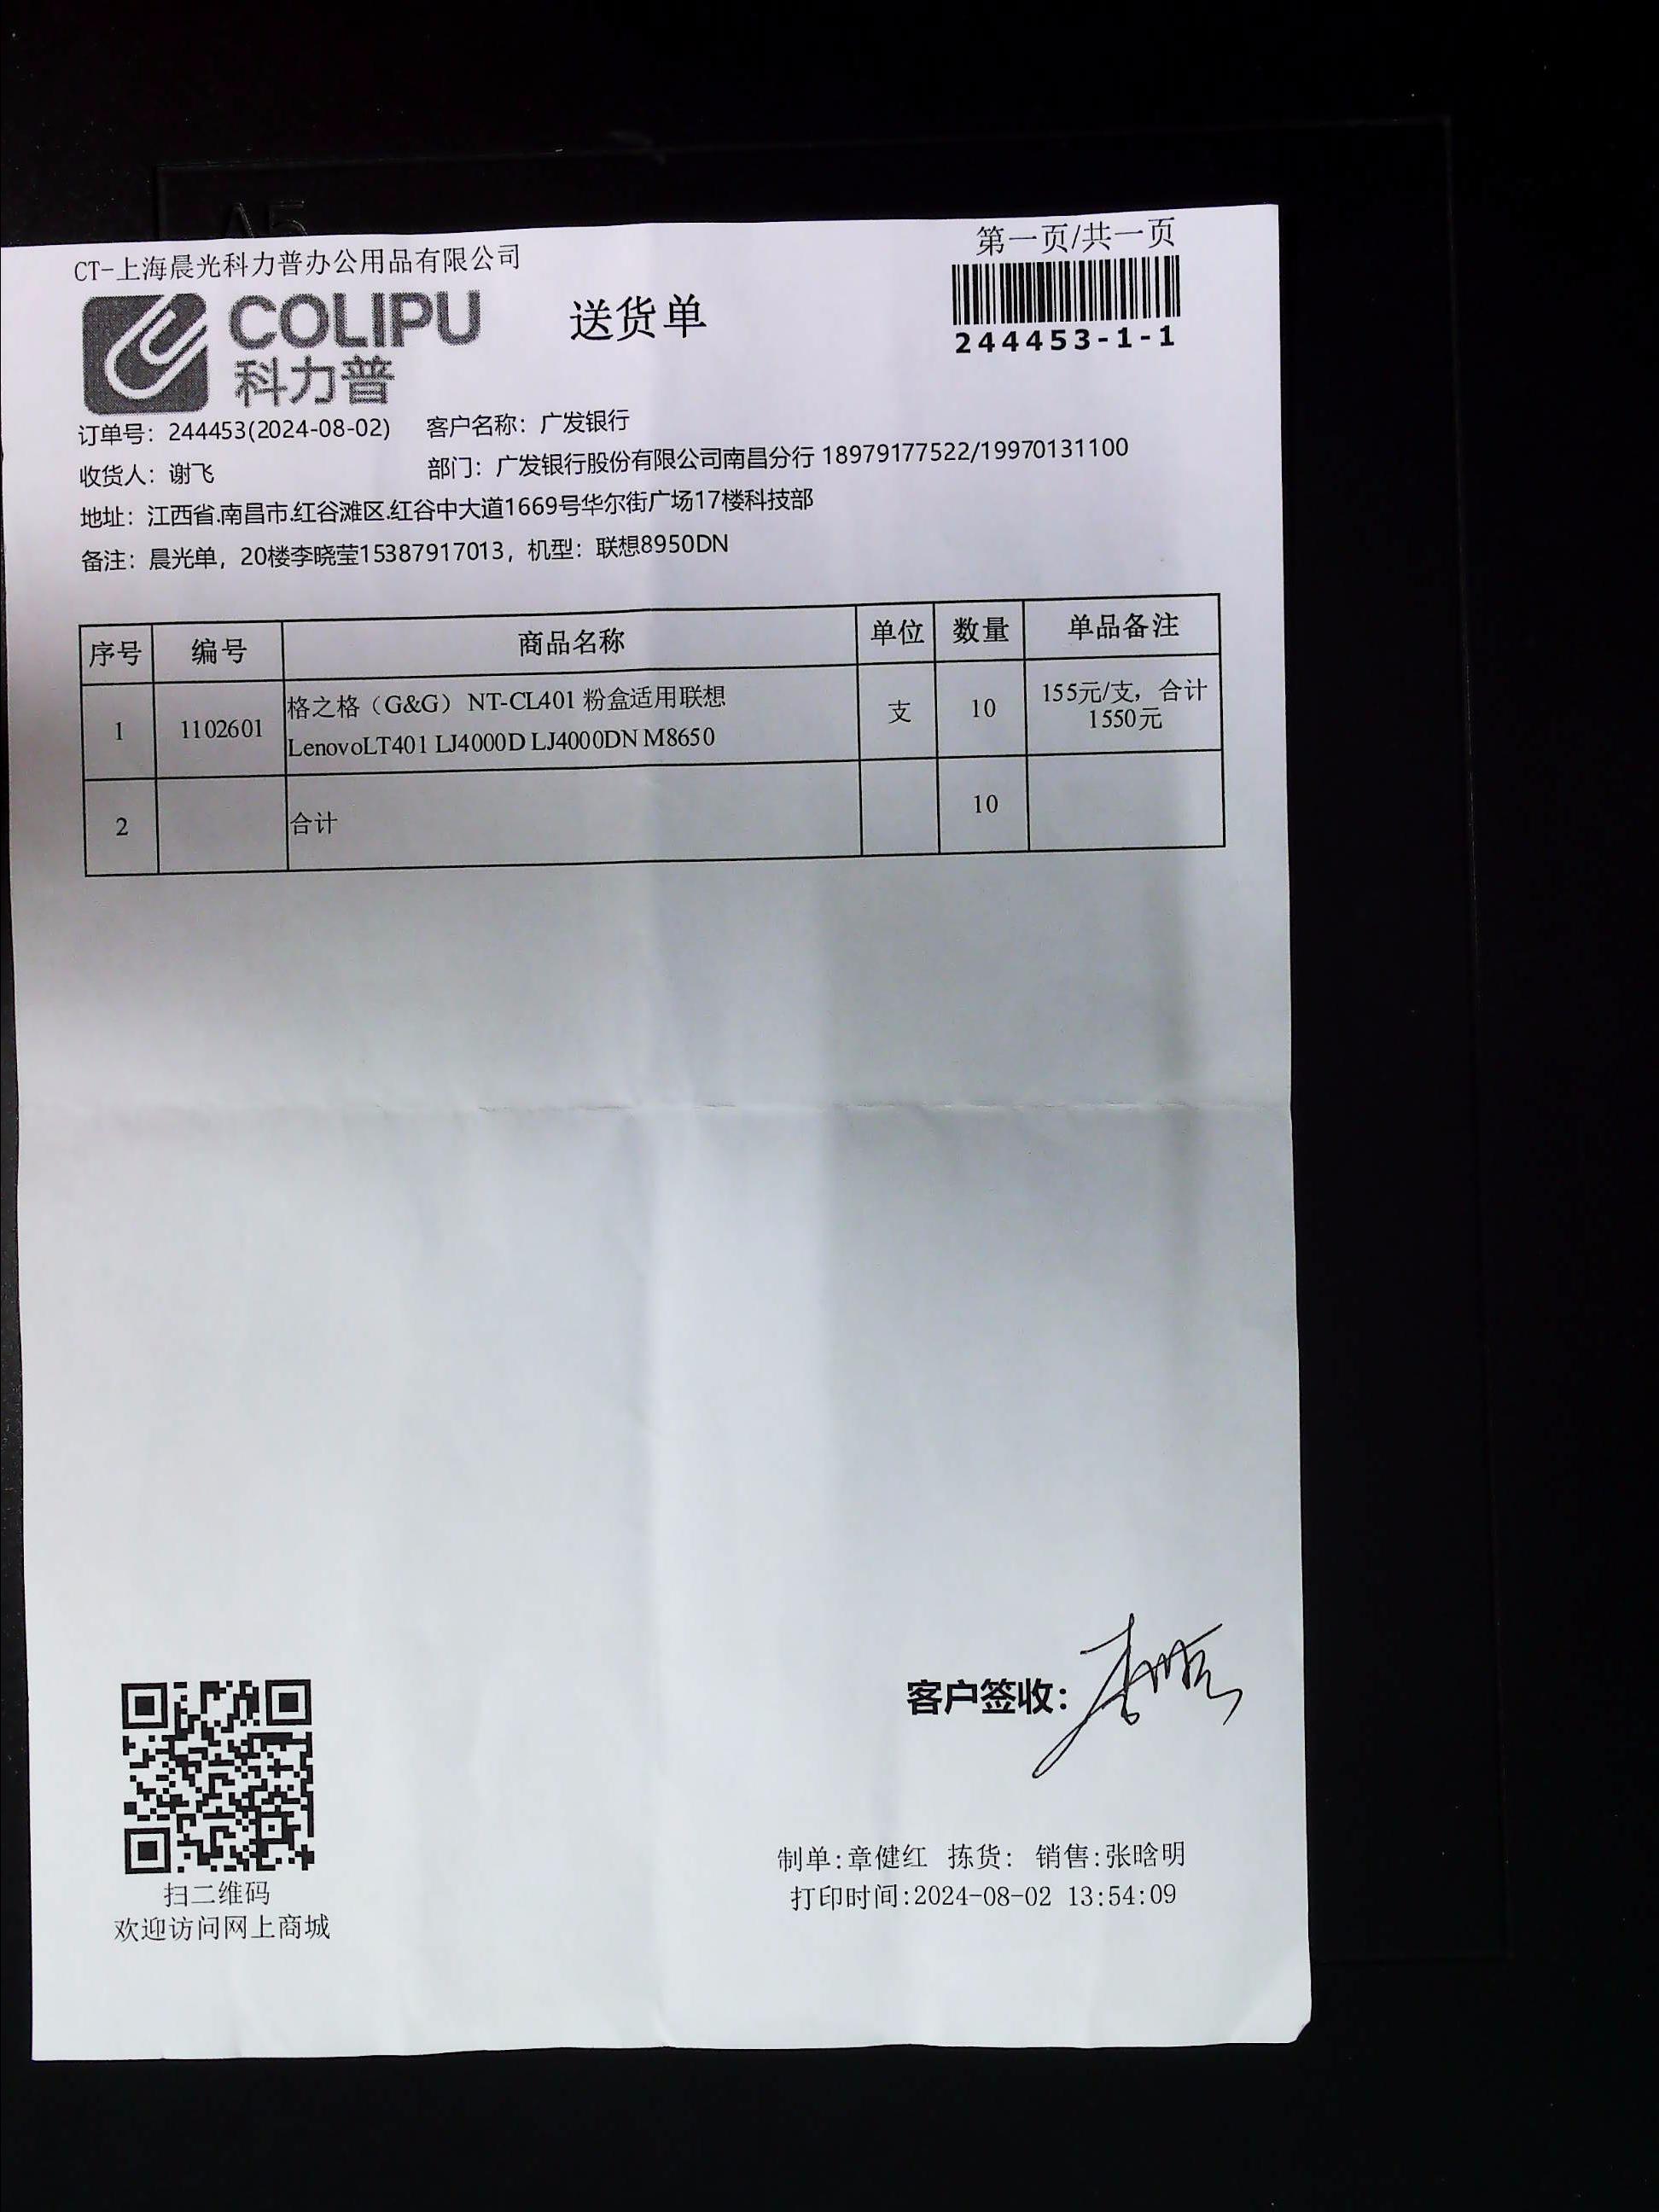 A5
CT-上海晨光科力普办公用品有限公司
第一页/共一页
COLIPU
科力普
送货单
244453-1-1
订单号：244453(2024-08-02) 客户名称：广发银行
收货人：谢飞 部门：广发银行股份有限公司南昌分行 18979177522/19970131100
地址：江西省.南昌市.红谷滩区.红谷中大道1669号华尔街广场17楼科技部
备注：晨光单，20楼李晓莹15387917013，机型：联想8950DN
序号 编号 商品名称 单位 数量 单品备注
1 1102601 格之格（G&G） NT-CL401 粉盒适用联想 支 10 155元/支，合计
LenovoLT401 LJ4000D LJ4000DN M8650 1550元
2 合计 10
客户签收：
制单:章健红 拣货: 销售:张晗明
打印时间:2024-08-02 13:54:09
扫二维码
欢迎访问网上商城